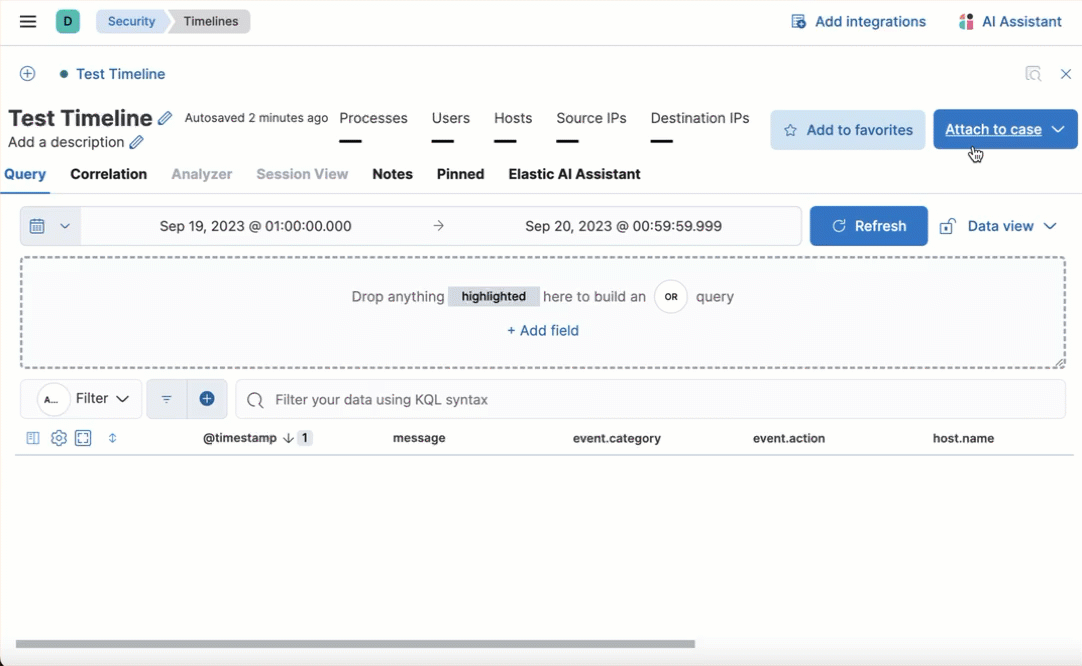 D Security Timelines Add integrations AI Assistant
Test Timeline
Test Timeline Autosaved 2 minutes ago Processes Users Hosts Source IPs Destination IPs Add to favorites Attach to case
Add a description
Query Correlation Analyzer Session View Notes Pinned Elastic AI Assistant
Sep 19, 2023 @ 01:00:00.000 → Sep 20, 2023 @ 00:59:59.999 Refresh Data view
Drop anything highlighted here to build an OR query
+ Add field
A... Filter Filter your data using KQL syntax
@timestamp ↓ 1 message event.category event.action host.name